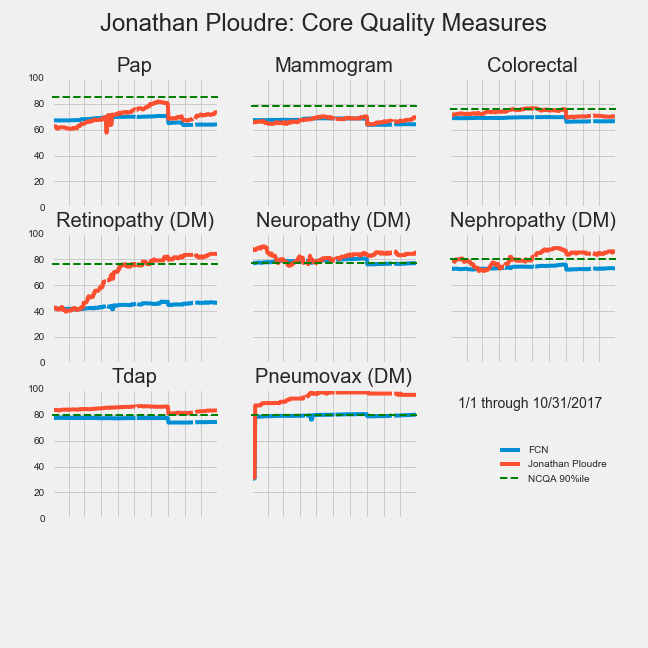 Jonathan Ploudre: Core Quality Measures
Pap
Mammogram
Colorectal
100
80
60
40
20
0
Retinopathy (DM)
Neuropathy (DM)
Nephropathy (DM)
100
80
60
40
20
0
Tdap
Pneumovax (DM)
100
80
60
40
20
0
1/1 through 10/31/2017
FCN
Jonathan Ploudre
NCQA 90%ile